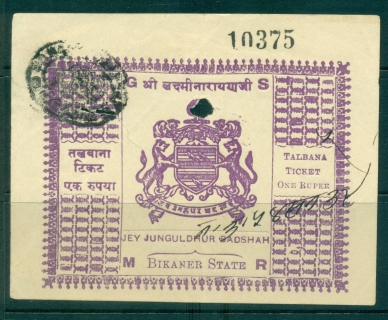 10375
G श्री लक्ष्मीनारायणजी S
तलबाना
टिकट
एक रुपया
TALBANA
TICKET
ONE RUPEE
JEY JUNGULDHUR BADSHAH
M BIKANER STATE R